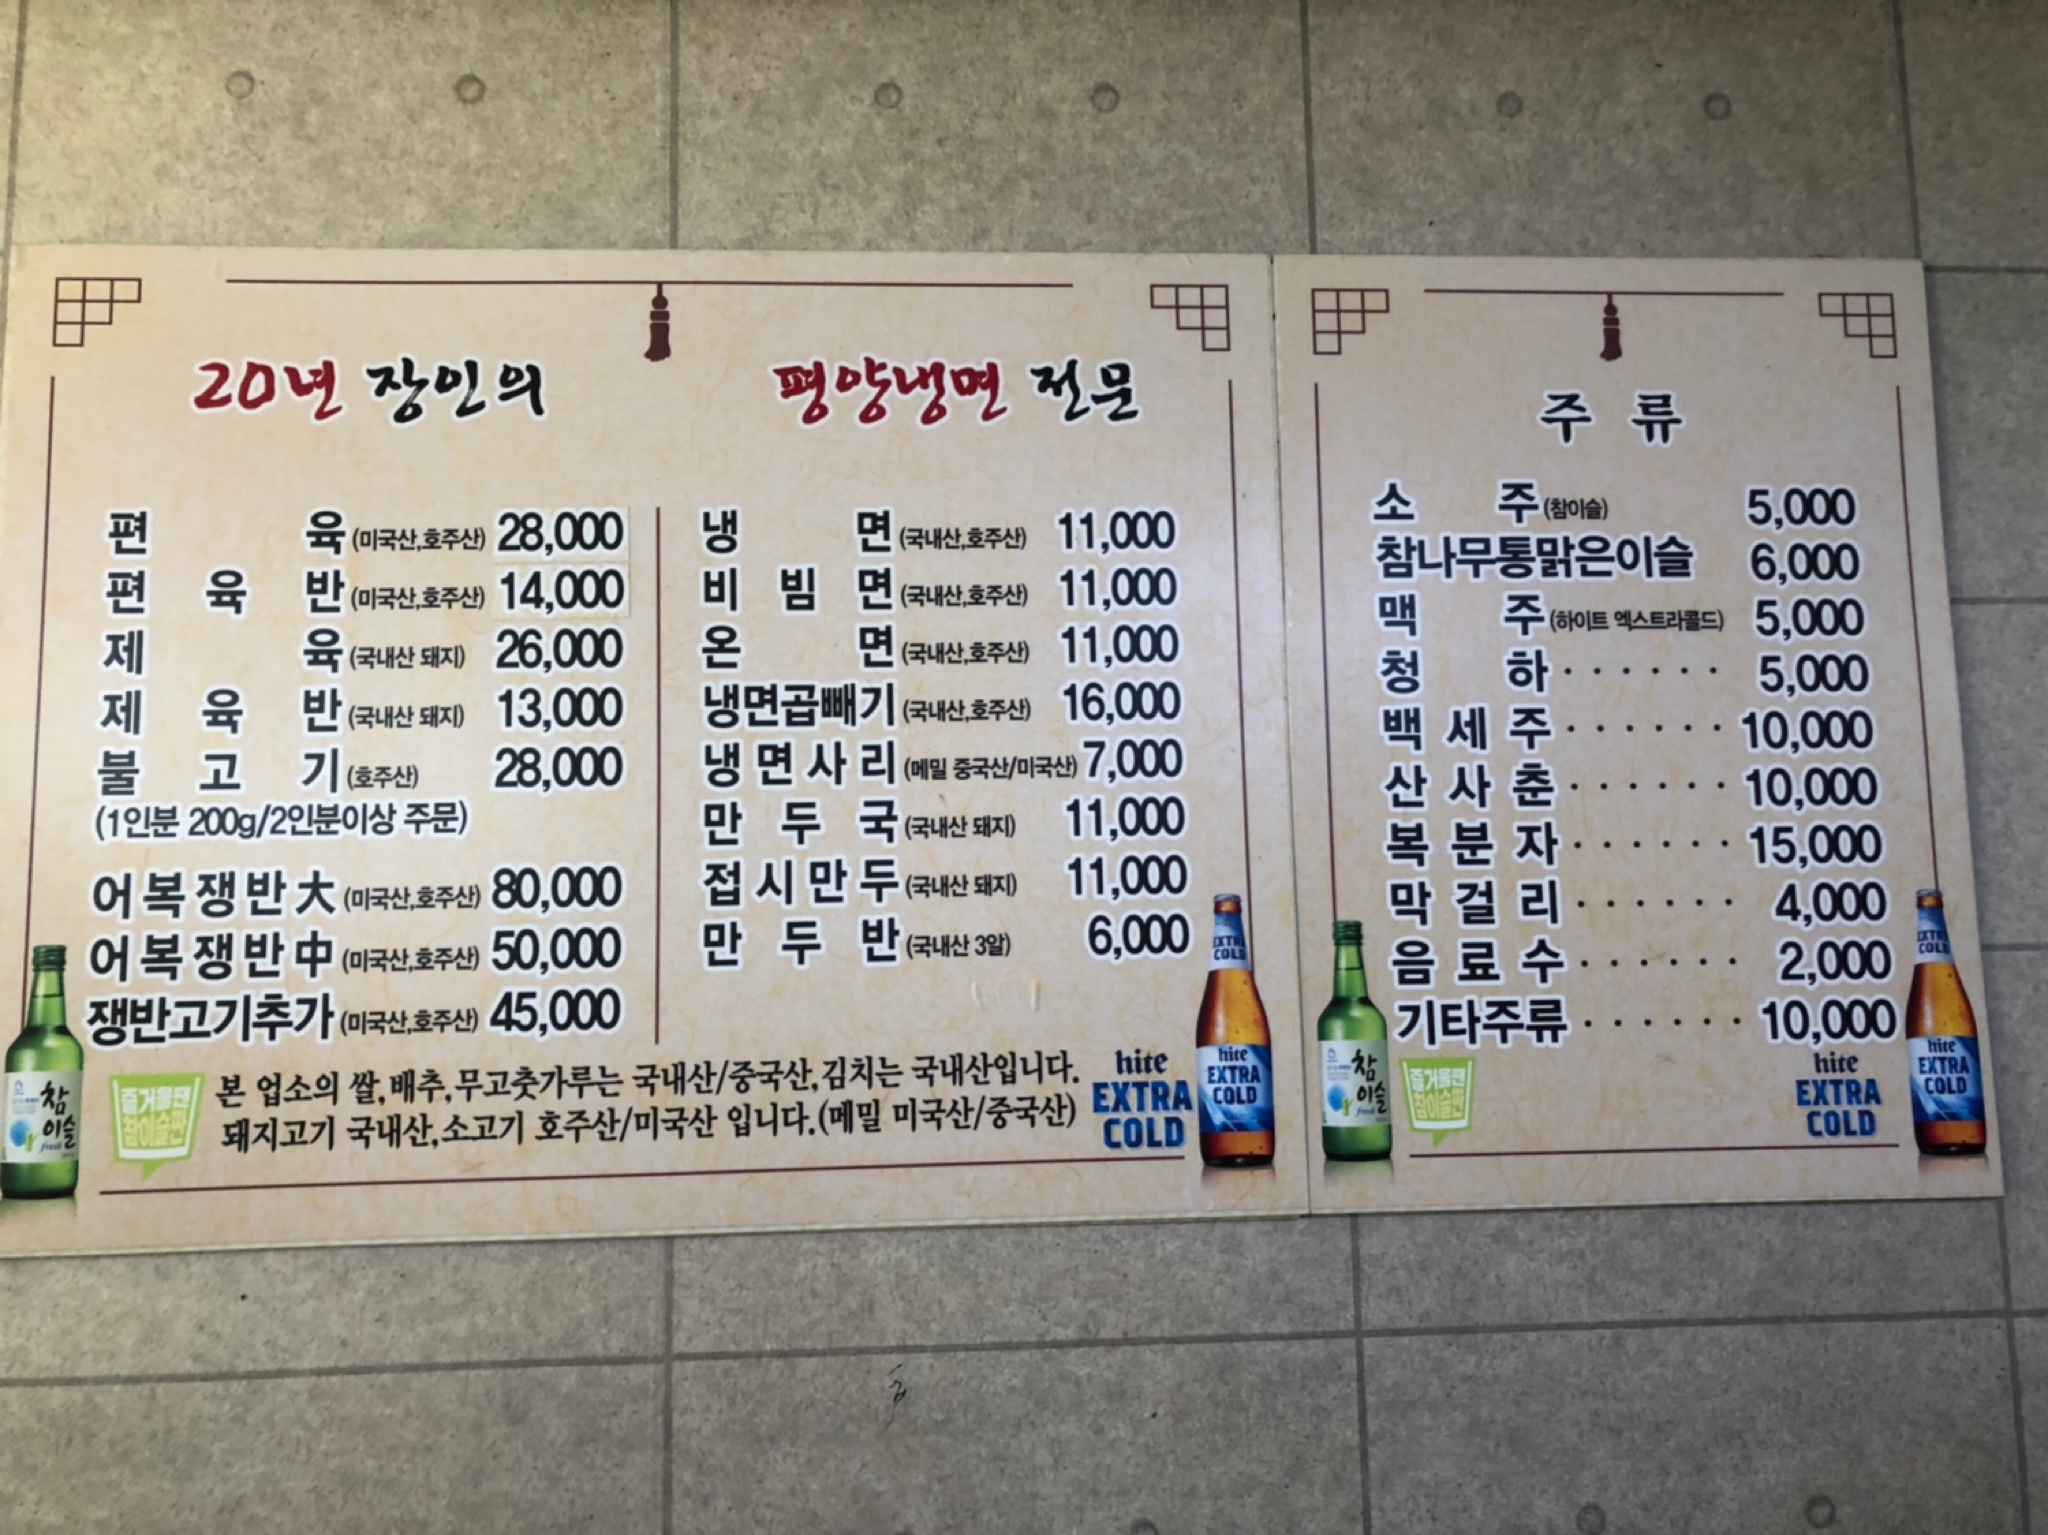 20년 장인의 평양냉면 전문
편육(미국산,호주산) 28,000
편육반(미국산,호주산) 14,000
제육(국내산 돼지) 26,000
제육반(국내산 돼지) 13,000
불고기(호주산) 28,000
(1인분 200g/2인분이상 주문)
어복쟁반大(미국산,호주산) 80,000
어복쟁반中(미국산,호주산) 50,000
쟁반고기추가(미국산,호주산) 45,000
냉면(국내산,호주산) 11,000
비빔면(국내산,호주산) 11,000
온면(국내산,호주산) 11,000
냉면곱빼기(국내산,호주산) 16,000
냉면사리(메밀 중국산/미국산) 7,000
만두국(국내산 돼지) 11,000
접시만두(국내산 돼지) 11,000
만두반(국내산 3알) 6,000
본 업소의 쌀,배추,무고춧가루는 국내산/중국산,김치는 국내산입니다.
돼지고기 국내산,소고기 호주산/미국산 입니다.(메밀 미국산/중국산)
참이슬
fresh
즐거울땐
참이슬판
hite
EXTRA
COLD
EXTRA
COLD
hite
EXTRA
COLD
주류
소주(참이슬) 5,000
참나무통맑은이슬 6,000
맥주(하이트 엑스트라콜드) 5,000
청하 · · · · · · 5,000
백세주 · · · · · · 10,000
산사춘 · · · · · · 10,000
복분자 · · · · · · 15,000
막걸리 · · · · · · 4,000
음료수 · · · · · · 2,000
기타주류 · · · · · · 10,000
참이슬
fresh
즐거울땐
참이슬판
hite
EXTRA
COLD
EXTRA
COLD
hite
EXTRA
COLD